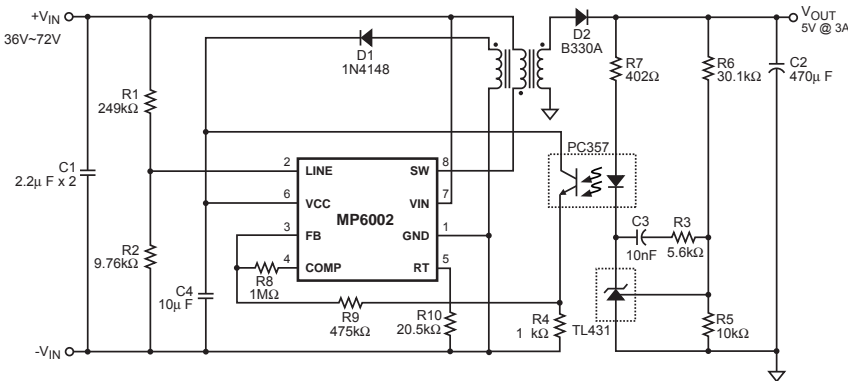 +VIN
36V~72V
D1
1N4148
D2
B330A
VOUT
5V @ 3A
R7
402Ω
R6
30.1kΩ
C2
470μ F
R1
249kΩ
C1
2.2μ F x 2
PC357
2
LINE
SW
8
6
VCC
VIN
7
MP6002
3
FB
GND
1
4
COMP
RT
5
C3
10nF
R3
5.6kΩ
R2
9.76kΩ
R8
1MΩ
C4
10μ F
R9
475kΩ
R10
20.5kΩ
R4
1 kΩ
TL431
R5
10kΩ
-VIN